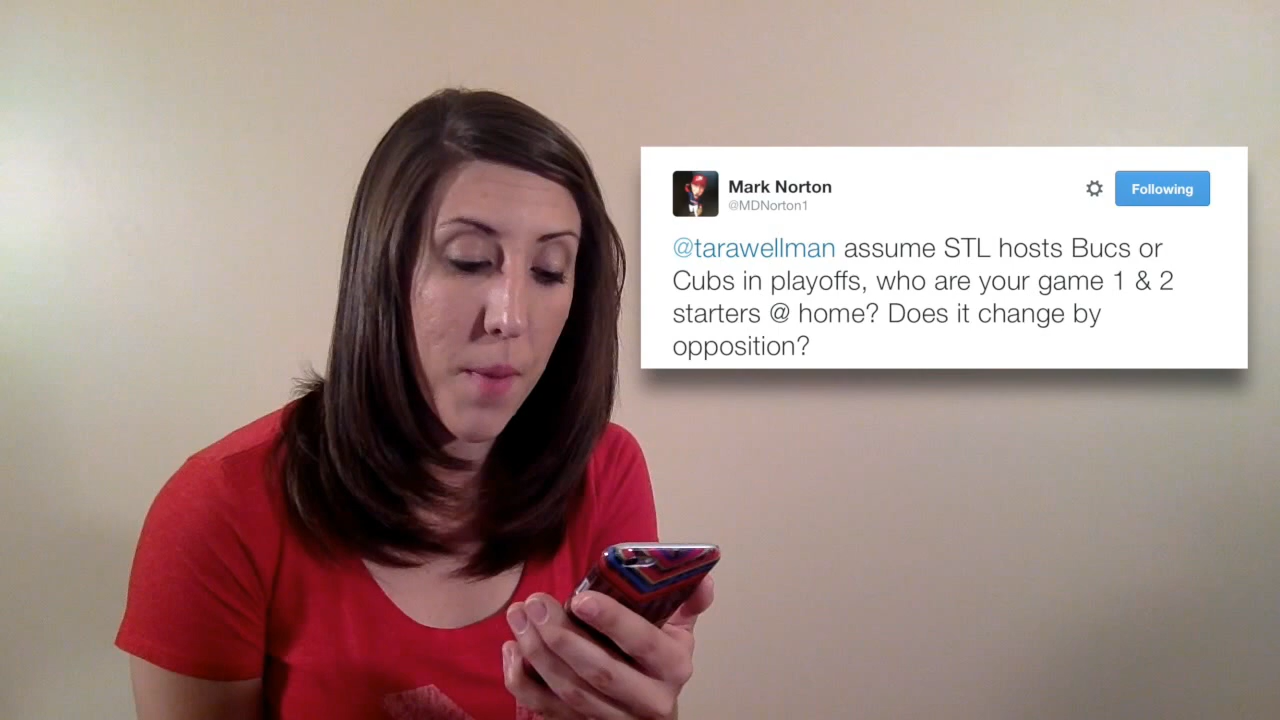 Mark Norton
@MDNorton1
Following
@tarawellman assume STL hosts Bucs or
Cubs in playoffs, who are your game 1 & 2
starters @ home? Does it change by
opposition?